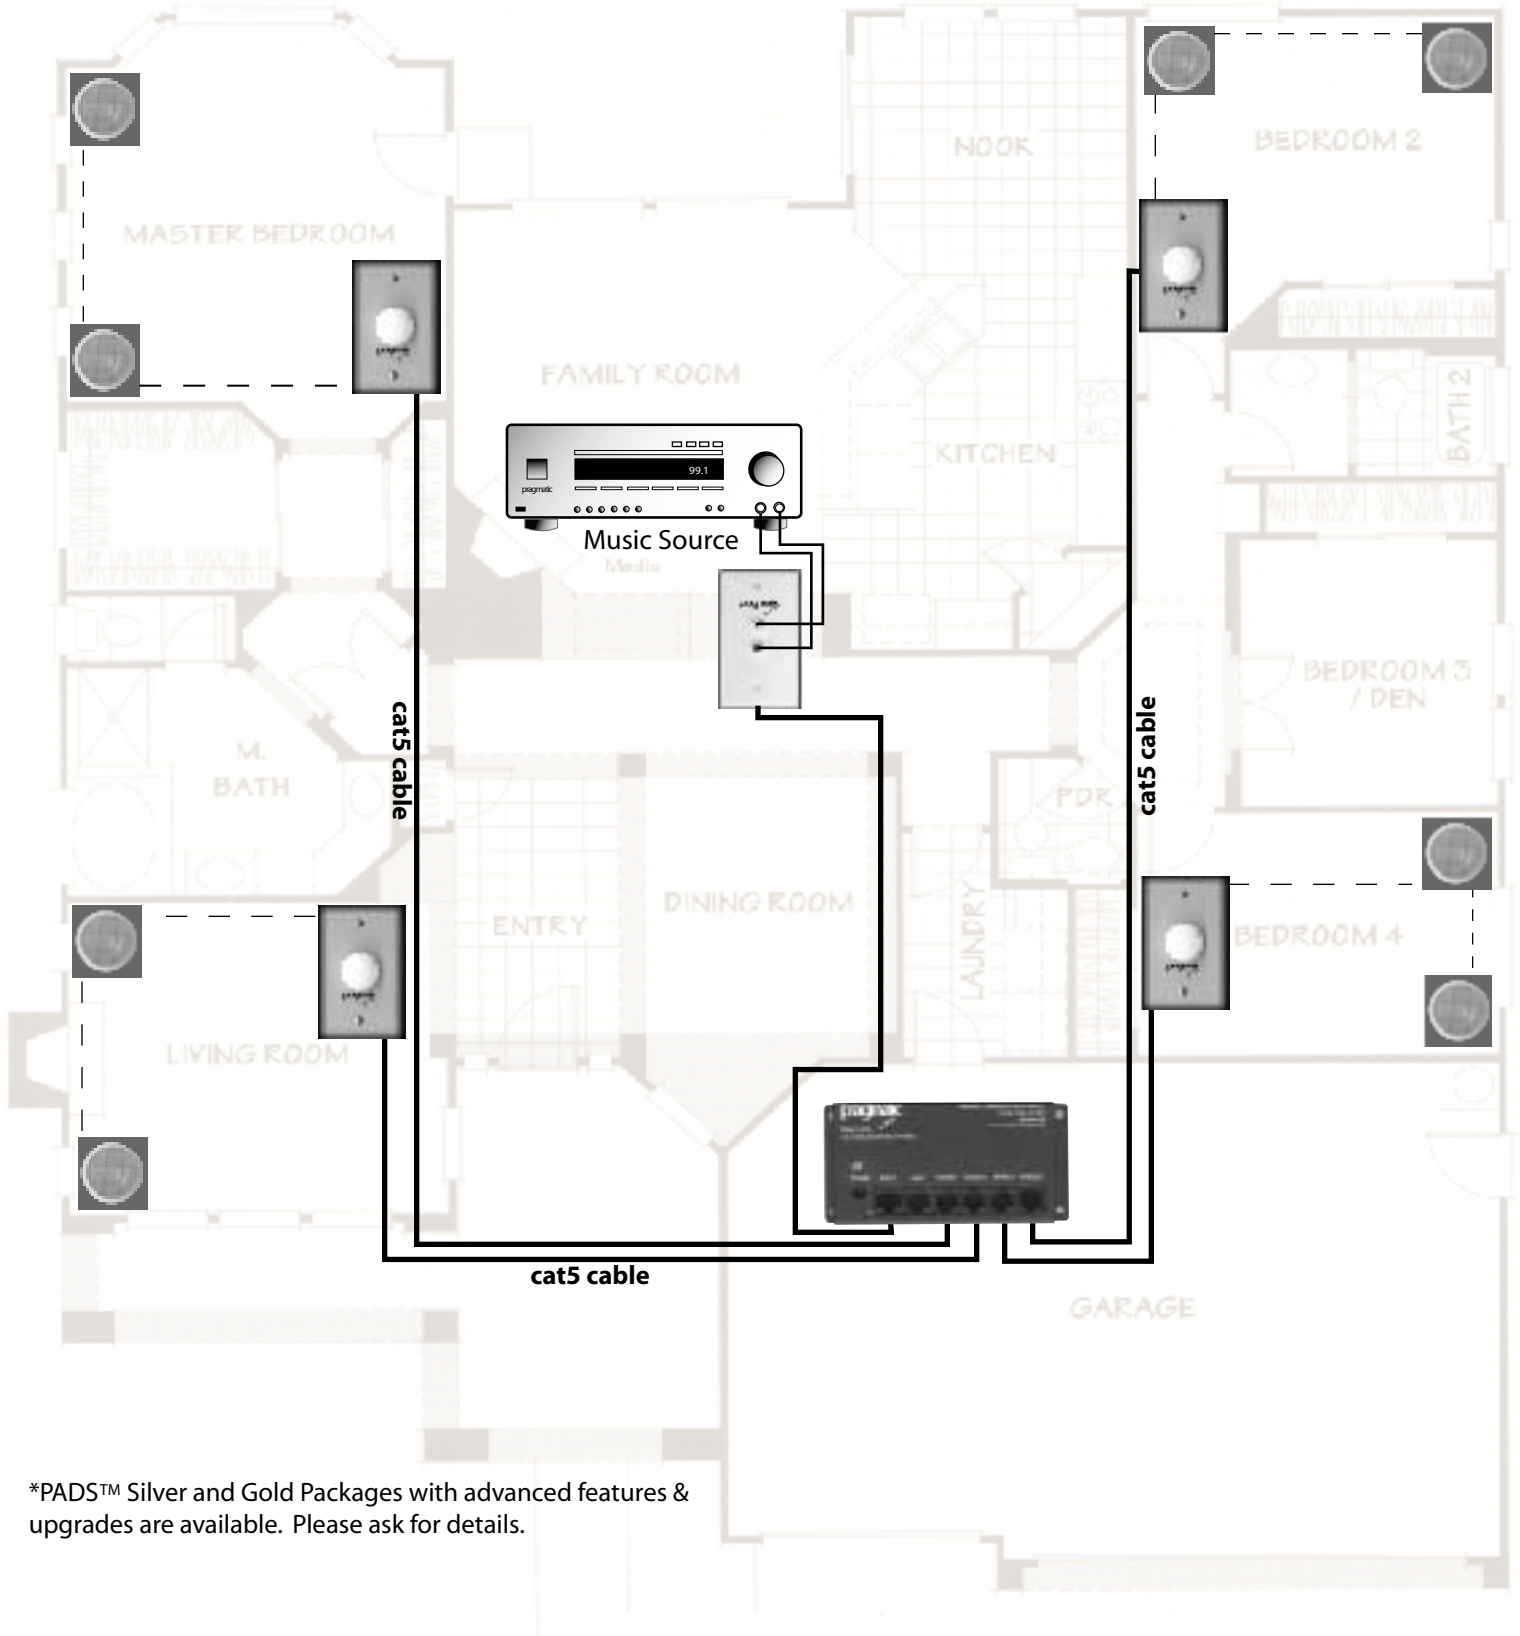 NOOK
BEDROOM 2
MASTER BEDROOM
FAMILY ROOM
BATH 2
KITCHEN
99.1
pragmatic
Music Source
Media
BEDROOM 3
/ DEN
cat5 cable
cat5 cable
M.
BATH
PDR
DINING ROOM
ENTRY
LAUNDRY
BEDROOM 4
LIVING ROOM
pragmatic
cat5 cable
GARAGE
*PADS™ Silver and Gold Packages with advanced features &
upgrades are available. Please ask for details.